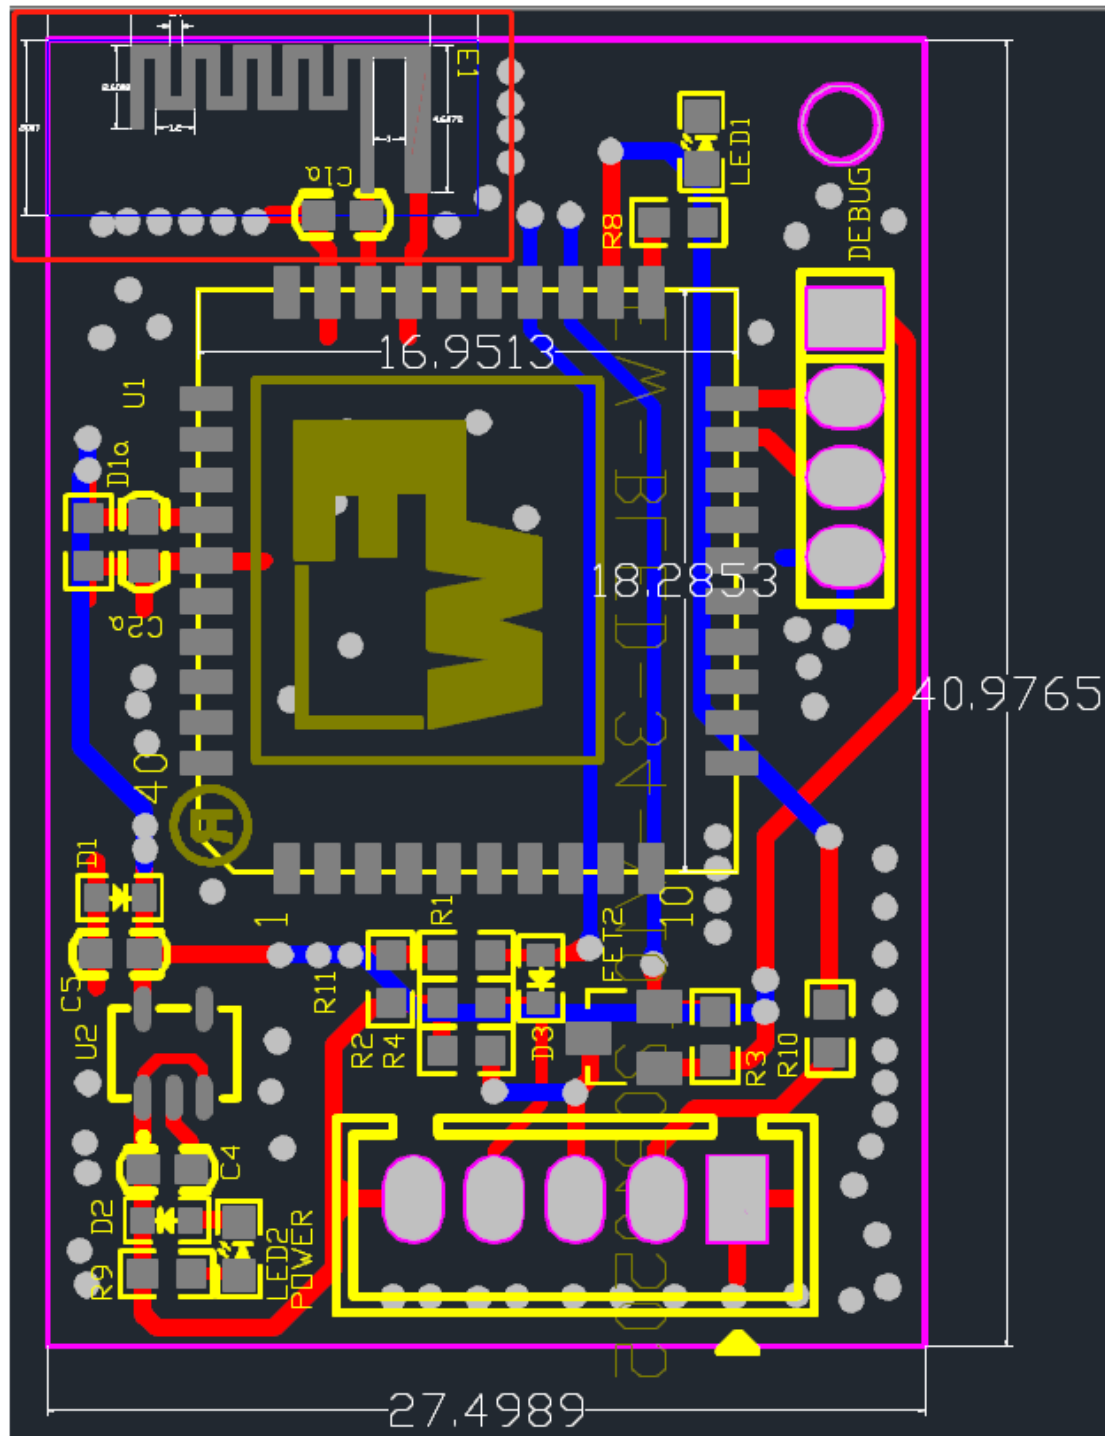 E1
C1a
LED1
R8
DEBUG
16.9513
U1
D1a
18.2853
C2a
40.9765
40
R
D1
1
R1
10
FET2
C5
R11
U2
R2
R4
D3
R3
R10
C4
D2
LED2
POWER
R9
27.4989